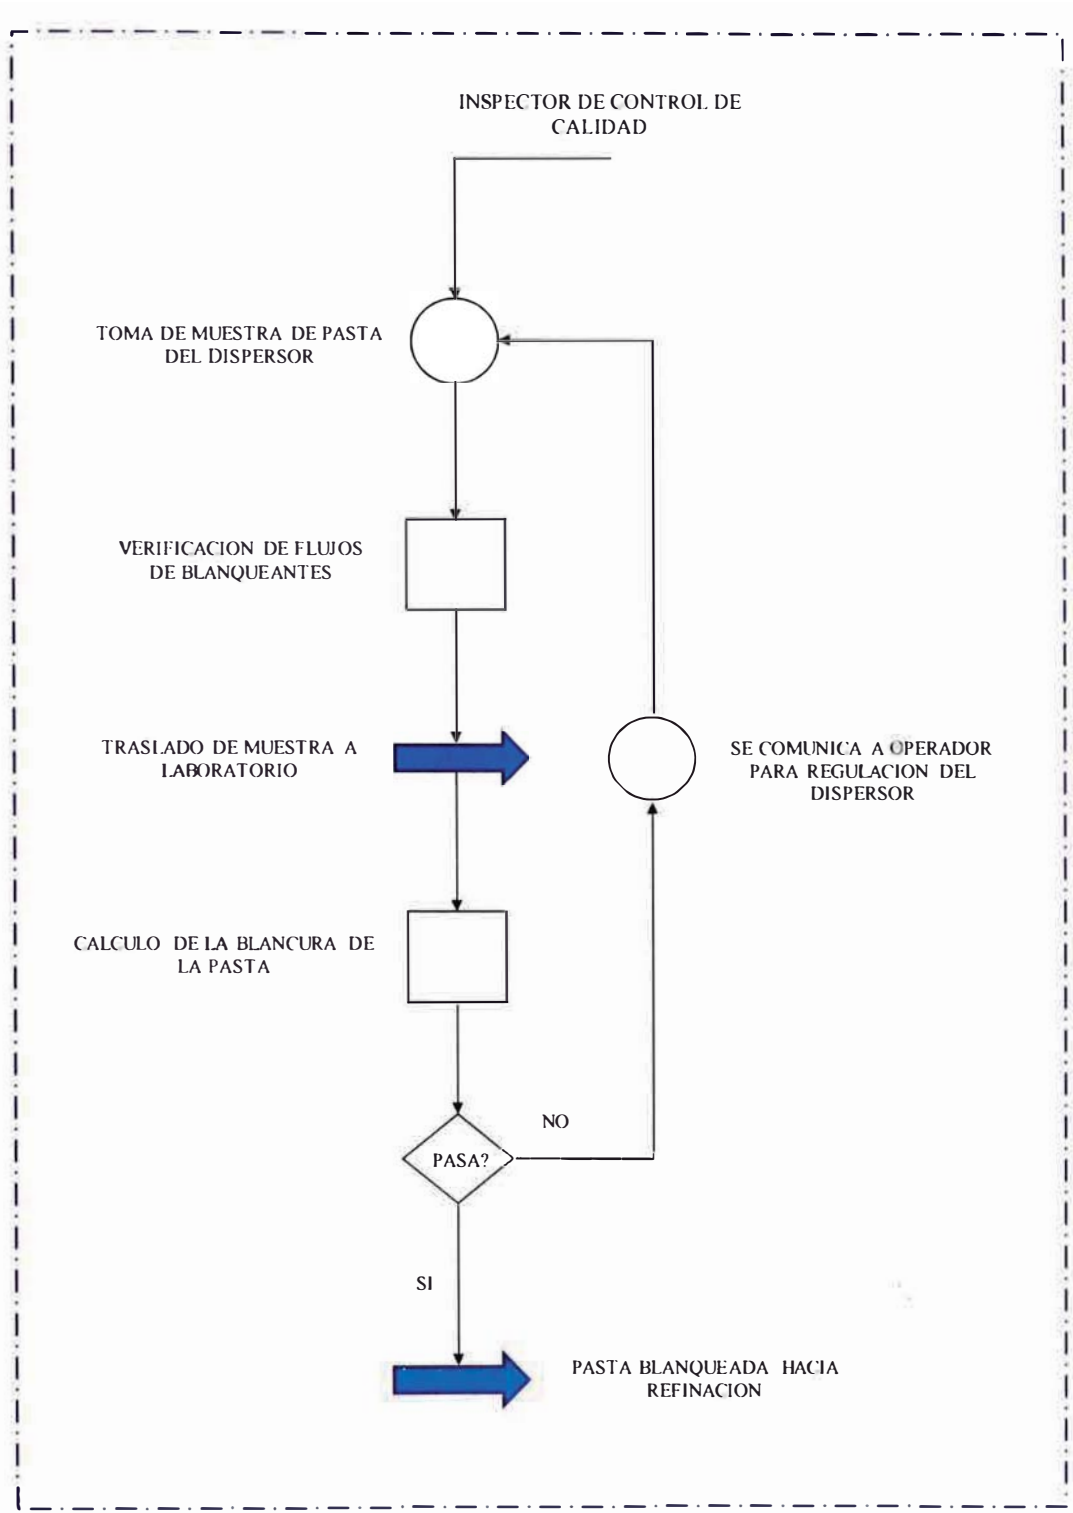 INSPECTOR DE CONTROL DE
CALIDAD
TOMA DE MUESTRA DE PASTA
DEL DISPERSOR
VERIFICACION DE FLUJOS
DE BLANQUEANTES
TRASLADO DE MUESTRA A
LABORATORIO
SE COMUNICA A OPERADOR
PARA REGULACION DEL
DISPERSOR
CALCULO DE LA BLANCURA DE
LA PASTA
NO
PASA?
SI
PASTA BLANQUEADA HACIA
REFINACION